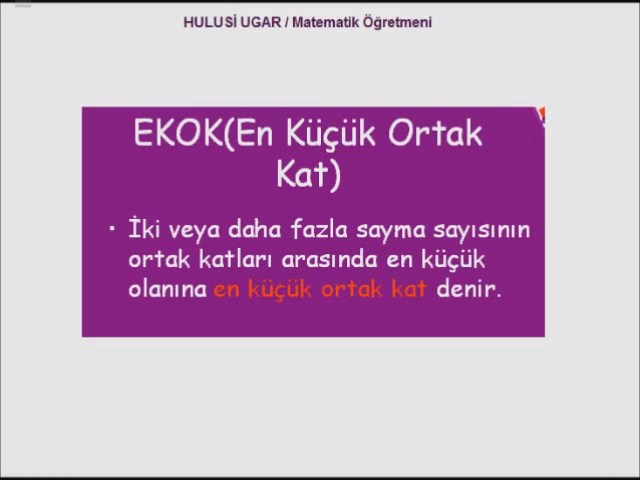 HULUSİ UGAR / Matematik Öğretmeni
EKOK(En Küçük Ortak
Kat)
• İki veya daha fazla sayma sayısının
ortak katları arasında en küçük
olanına en küçük ortak kat denir.